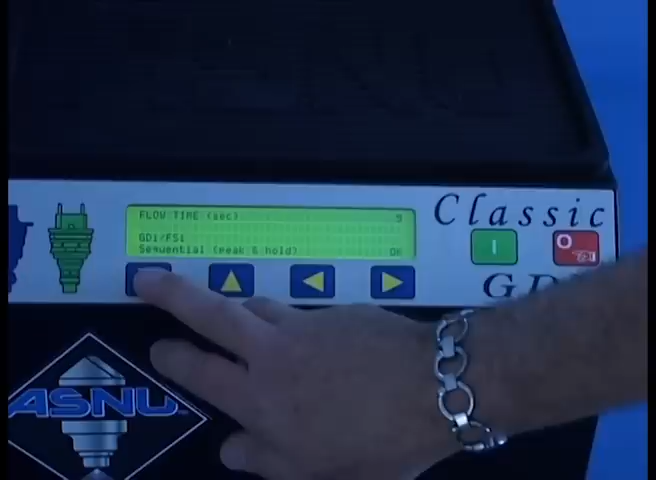 FLOW TIME (sec) 9
GDi/FSi
Sequential (peak & hold) OK
Classic
I
O
GD
ASNU